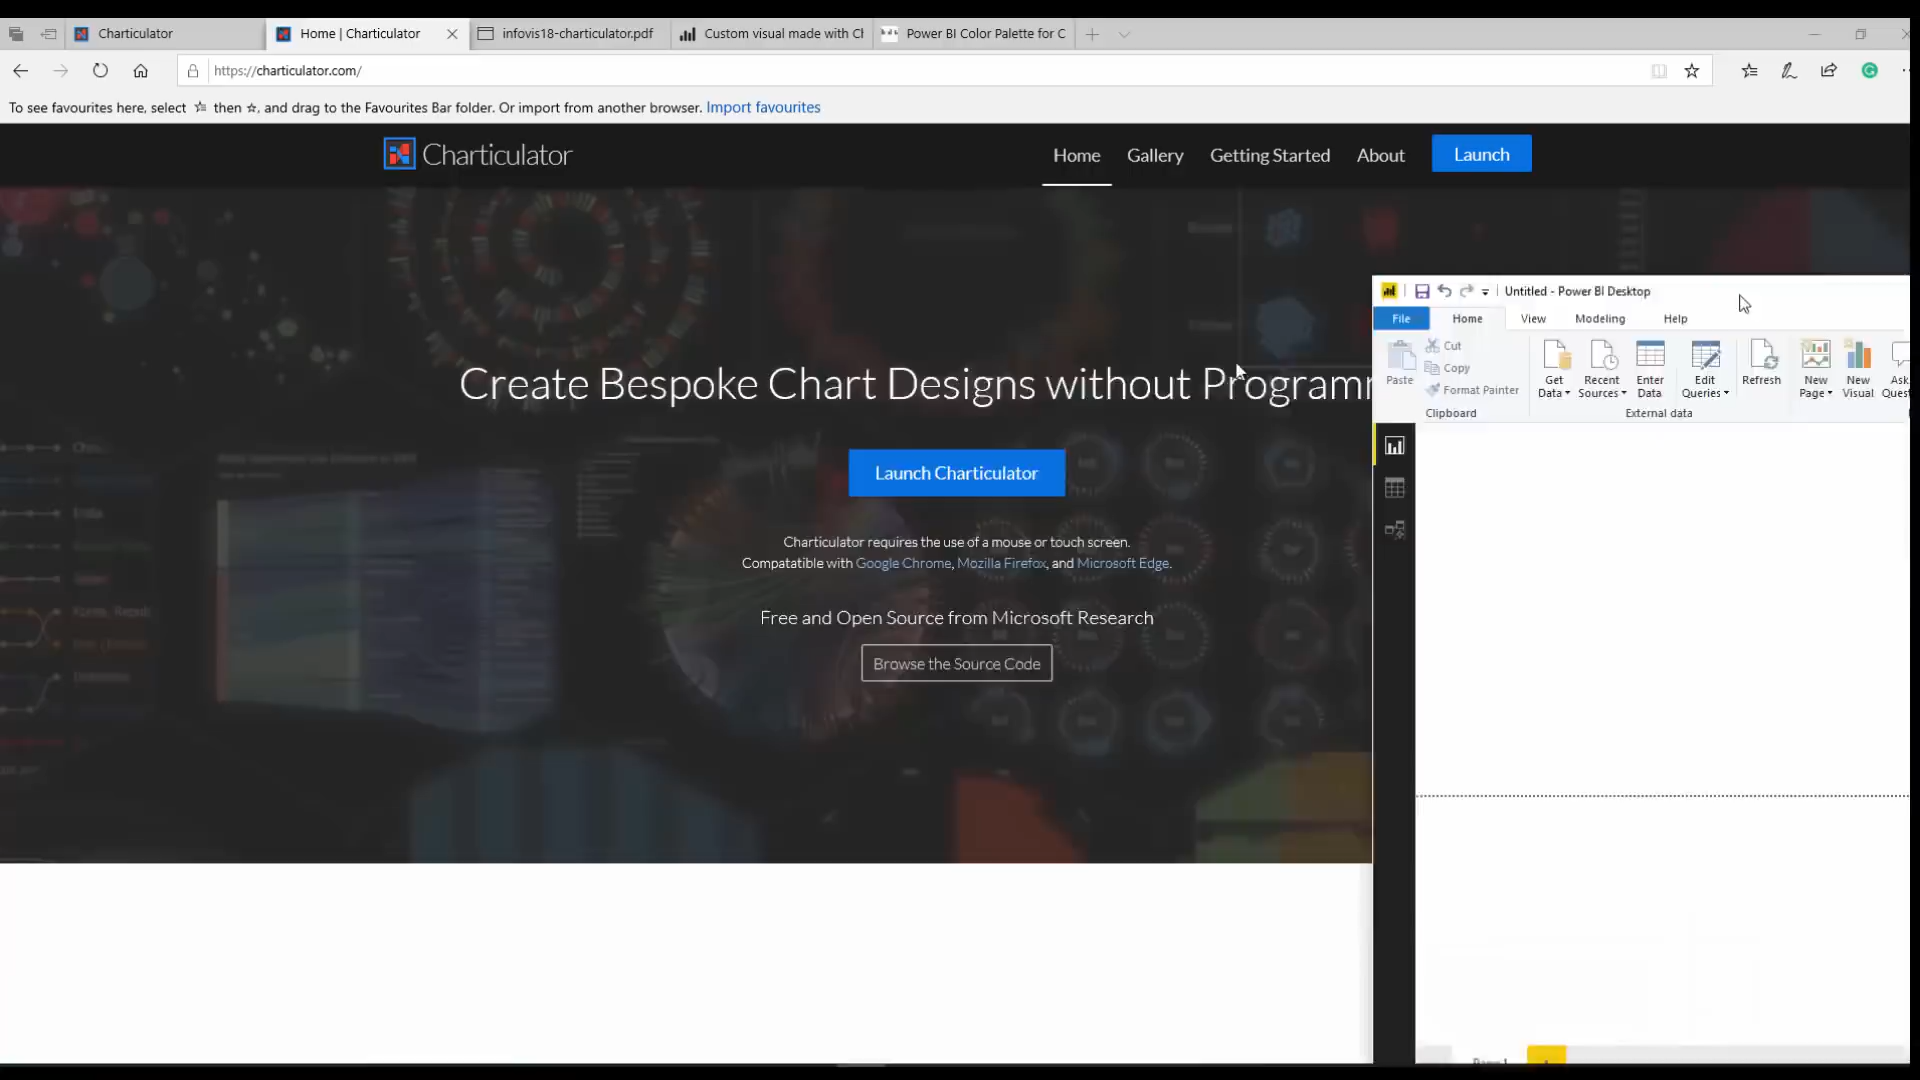 Charticulator
Home | Charticulator
infovis18-charticulator.pdf
Custom visual made with Cl
Power BI Color Palette for C
https://charticulator.com/
To see favourites here, select then ☆, and drag to the Favourites Bar folder. Or import from another browser. Import favourites
Charticulator
Home
Gallery
Getting Started
About
Launch
Create Bespoke Chart Designs without Programm
Launch Charticulator
Charticulator requires the use of a mouse or touch screen.
Compatatible with Google Chrome, Mozilla Firefox, and Microsoft Edge.
Free and Open Source from Microsoft Research
Browse the Source Code
Untitled - Power BI Desktop
File
Home
View
Modeling
Help
Paste
Cut
Copy
Format Painter
Clipboard
Get Data
Recent Sources
Enter Data
Edit Queries
Refresh
External data
New Page
New Visual
Ask
Quest